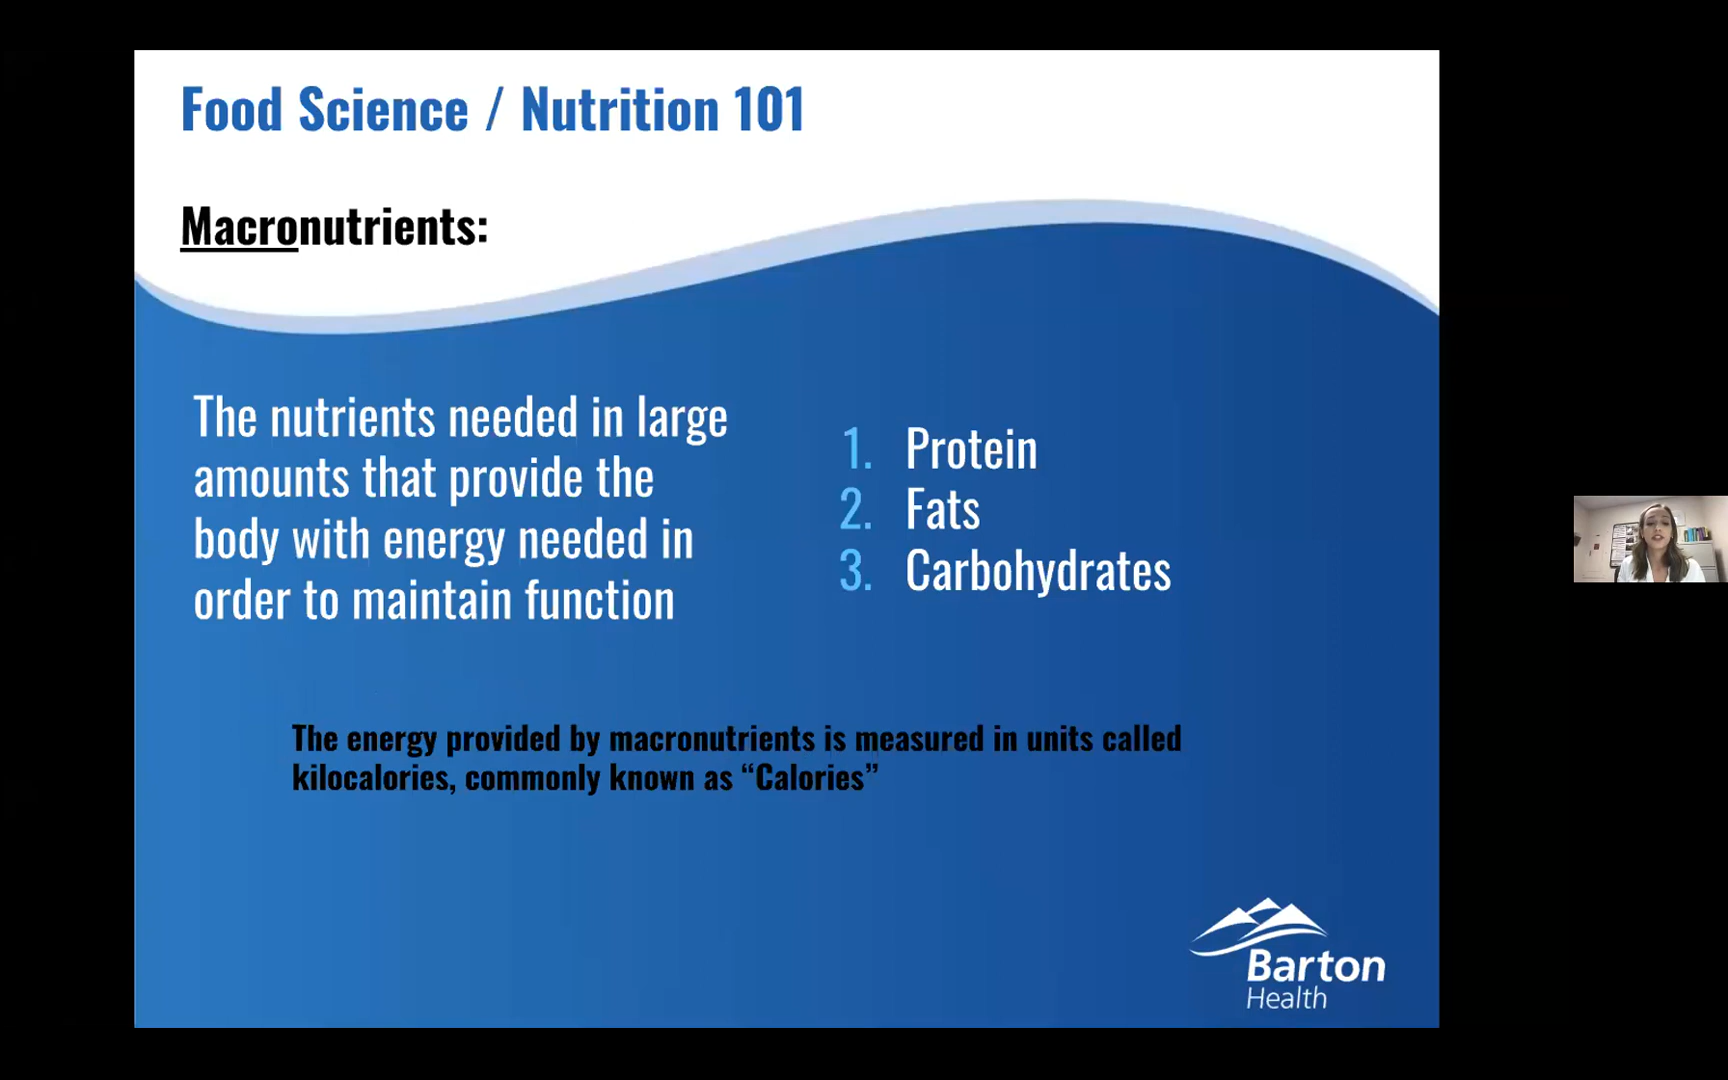 Food Science / Nutrition 101
Macronutrients:
The nutrients needed in large
amounts that provide the
body with energy needed in
order to maintain function
1. Protein
2. Fats
3. Carbohydrates
The energy provided by macronutrients is measured in units called
kilocalories, commonly known as “Calories”
Barton
Health